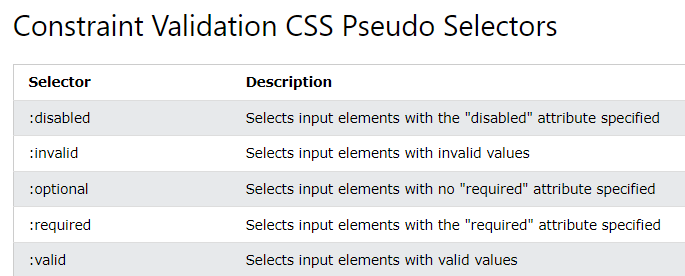 Constraint Validation CSS Pseudo Selectors
Selector Description
:disabled Selects input elements with the "disabled" attribute specified
:invalid Selects input elements with invalid values
:optional Selects input elements with no "required" attribute specified
:required Selects input elements with the "required" attribute specified
:valid Selects input elements with valid values